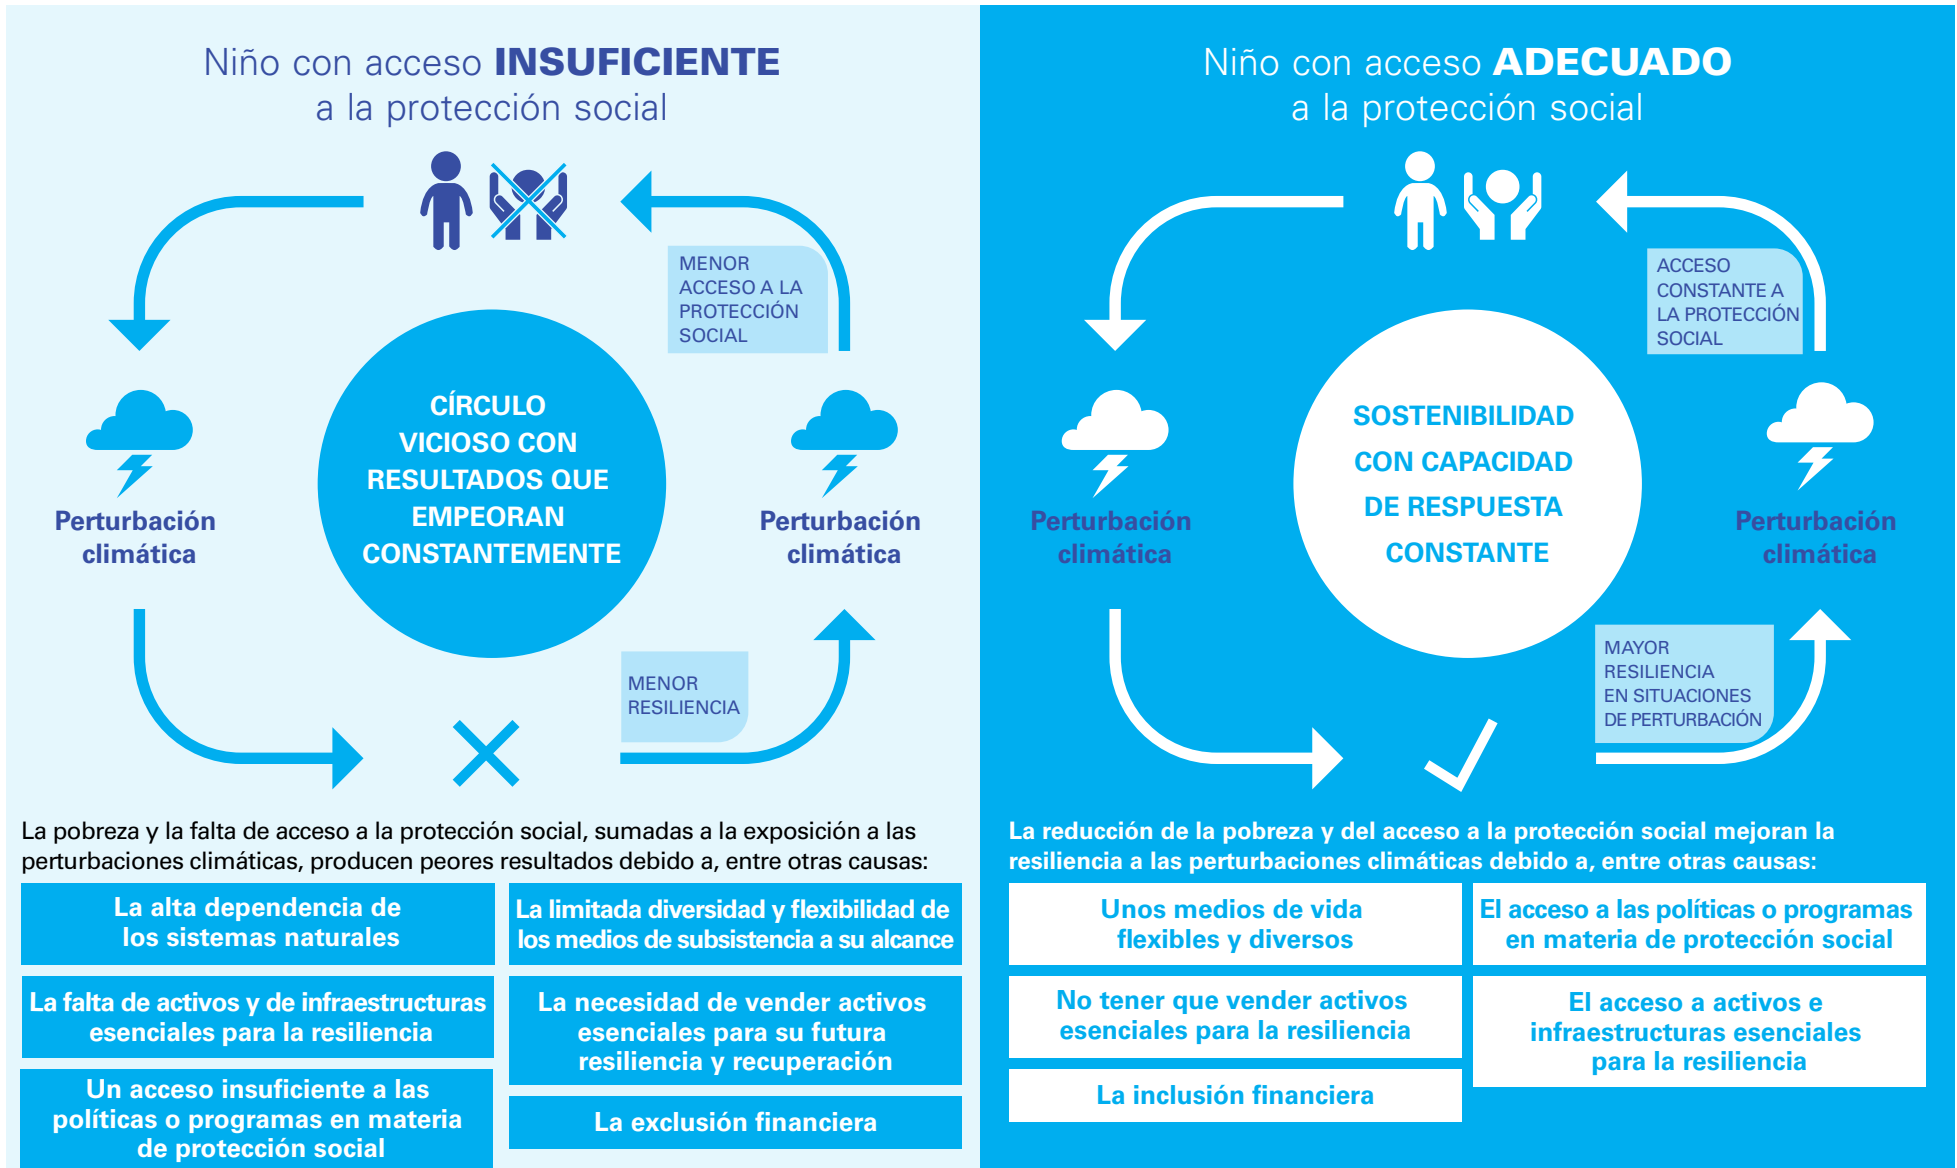 Niño con acceso INSUFICIENTE
a la protección social
MENOR
ACCESO A LA
PROTECCIÓN
SOCIAL
CÍRCULO
VICIOSO CON
RESULTADOS QUE
EMPEORAN
CONSTANTEMENTE
Perturbación
climática
Perturbación
climática
MENOR
RESILIENCIA
La pobreza y la falta de acceso a la protección social, sumadas a la exposición a las
perturbaciones climáticas, producen peores resultados debido a, entre otras causas:
La alta dependencia de
los sistemas naturales
La limitada diversidad y flexibilidad de
los medios de subsistencia a su alcance
La falta de activos y de infraestructuras
esenciales para la resiliencia
La necesidad de vender activos
esenciales para su futura
resiliencia y recuperación
Un acceso insuficiente a las
políticas o programas en materia
de protección social
La exclusión financiera
Niño con acceso ADECUADO
a la protección social
ACCESO
CONSTANTE A
LA PROTECCIÓN
SOCIAL
SOSTENIBILIDAD
CON CAPACIDAD
DE RESPUESTA
CONSTANTE
Perturbación
climática
Perturbación
climática
MAYOR
RESILIENCIA
EN SITUACIONES
DE PERTURBACIÓN
La reducción de la pobreza y del acceso a la protección social mejoran la
resiliencia a las perturbaciones climáticas debido a, entre otras causas:
Unos medios de vida
flexibles y diversos
El acceso a las políticas o programas
en materia de protección social
No tener que vender activos
esenciales para la resiliencia
El acceso a activos e
infraestructuras esenciales
para la resiliencia
La inclusión financiera